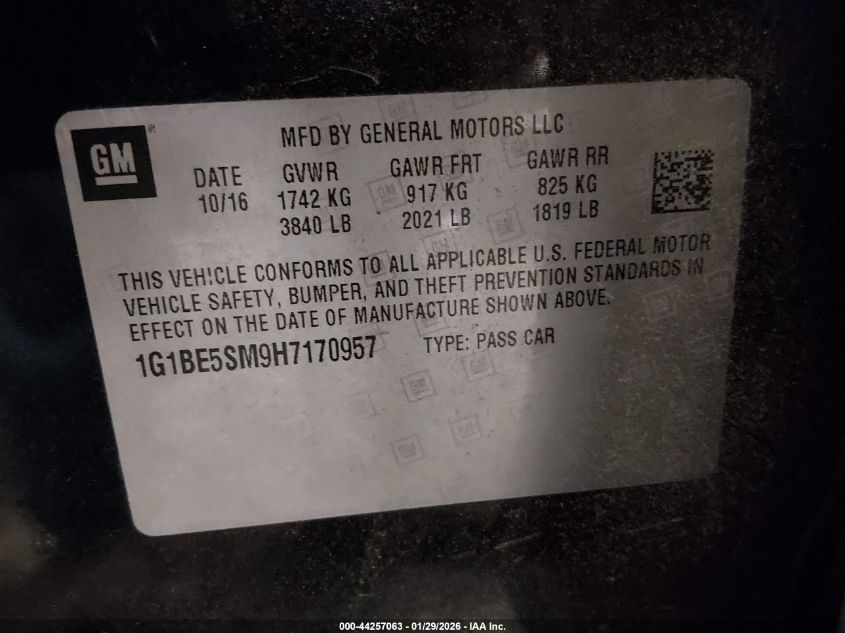 GM
MFD BY GENERAL MOTORS LLC
DATE GVWR GAWR FRT GAWR RR
10/16 1742 KG 917 KG 825 KG
3840 LB 2021 LB 1819 LB
THIS VEHICLE CONFORMS TO ALL APPLICABLE U.S. FEDERAL MOTOR
VEHICLE SAFETY, BUMPER, AND THEFT PREVENTION STANDARDS IN
EFFECT ON THE DATE OF MANUFACTURE SHOWN ABOVE.
1G1BE5SM9H7170957 TYPE: PASS CAR
000-44257063 - 01/29/2026 - IAA Inc.